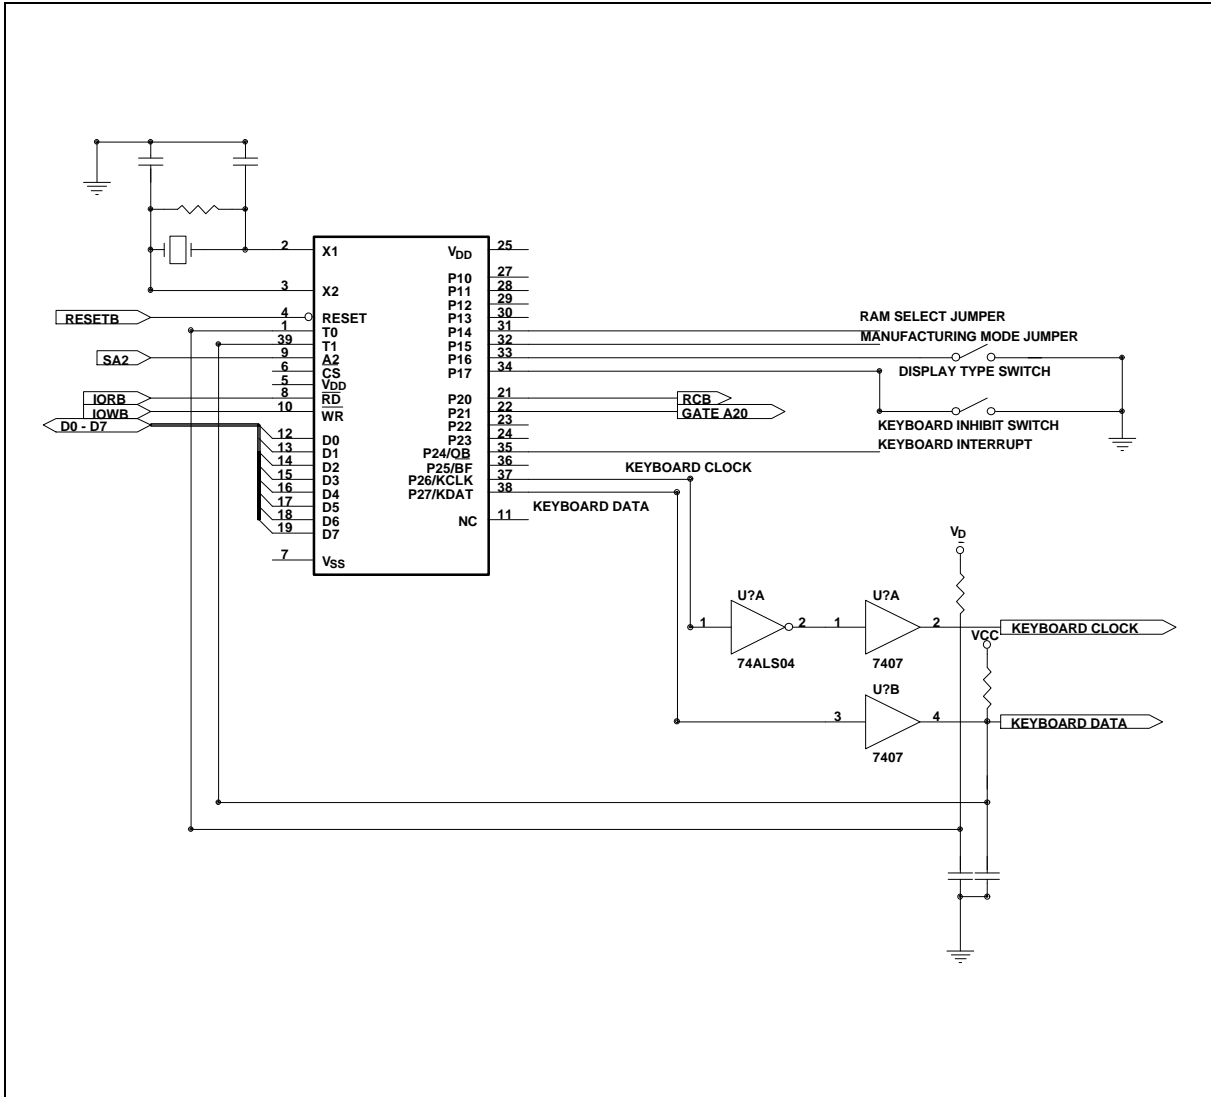 2 X1
3 X2
RESETB 4 RESET
1 T0
39 T1
SA2 9 A2
6 CS
5 VDD
IORB 8 RD
IOWB 10 WR
D0 - D7
12 D0
13 D1
14 D2
15 D3
16 D4
17 D5
18 D6
19 D7
7 VSS
VDD 25
P10 27
P11 28
P12 29
P13 30
P14 31 RAM SELECT JUMPER
P15 32 MANUFACTURING MODE JUMPER
P16 33
P17 34 DISPLAY TYPE SWITCH
P20 21 RCB
P21 22 GATE A20
P22 23 KEYBOARD INHIBIT SWITCH
P23 24
P24/OB 35 KEYBOARD INTERRUPT
P25/BF 36
P26/KCLK 37 KEYBOARD CLOCK
P27/KDAT 38 KEYBOARD DATA
NC 11
VD
U?A U?A
1 2 1 2 KEYBOARD CLOCK
VCC
74ALS04 7407
U?B
3 4 KEYBOARD DATA
7407